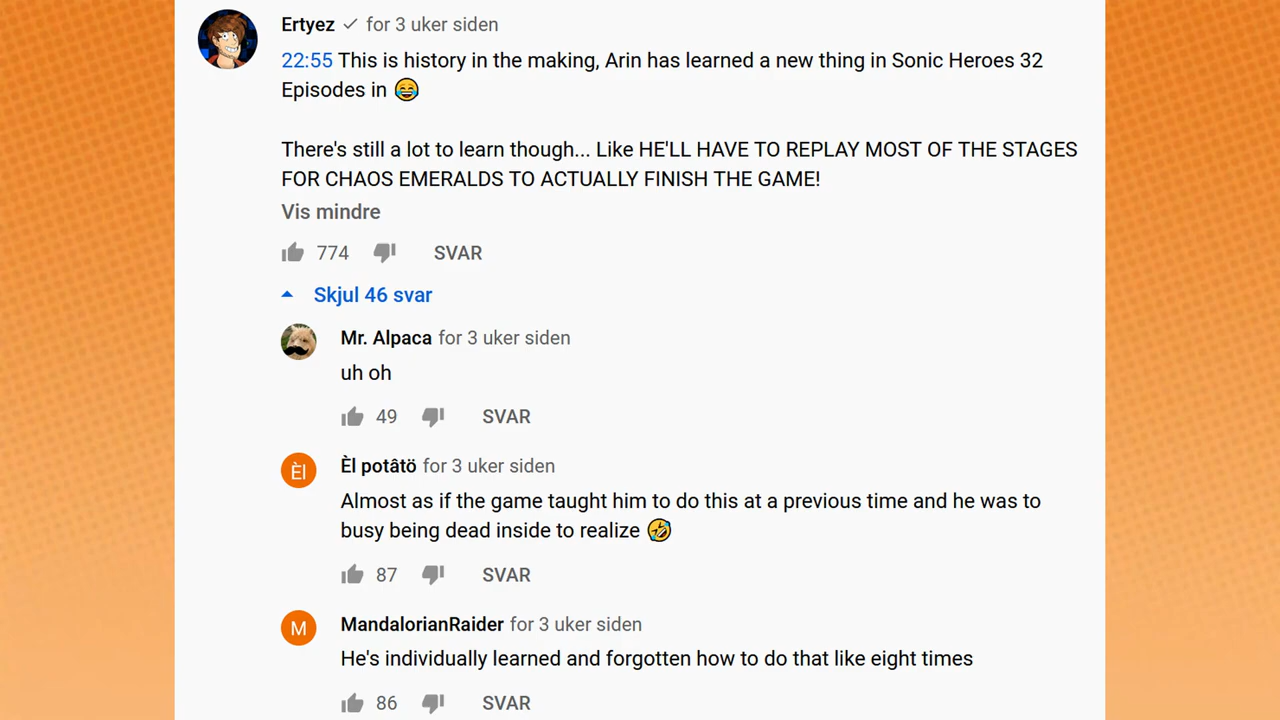 Ertyez ✓ for 3 uker siden
22:55 This is history in the making, Arin has learned a new thing in Sonic Heroes 32
Episodes in 😂
There's still a lot to learn though... Like HE'LL HAVE TO REPLAY MOST OF THE STAGES
FOR CHAOS EMERALDS TO ACTUALLY FINISH THE GAME!
Vis mindre
774 SVAR
Skjul 46 svar
Mr. Alpaca for 3 uker siden
uh oh
49 SVAR
Èl Èl potâtö for 3 uker siden
Almost as if the game taught him to do this at a previous time and he was to
busy being dead inside to realize 🤣
87 SVAR
M MandalorianRaider for 3 uker siden
He's individually learned and forgotten how to do that like eight times
86 SVAR